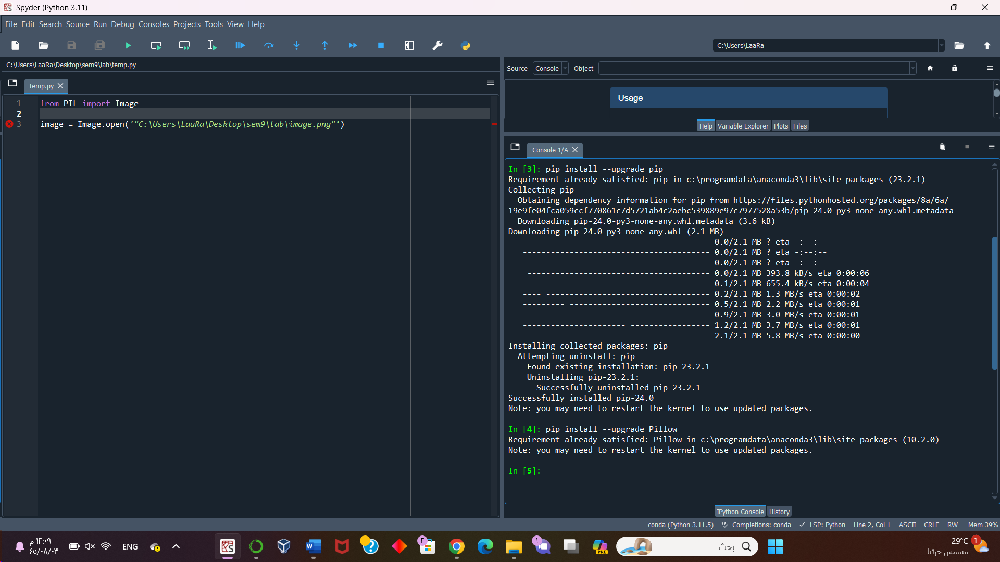 Spyder (Python 3.11)
File Edit Search Source Run Debug Consoles Projects Tools View Help
C:\Users\LaaRa
C:\Users\LaaRa\Desktop\sem9\lab\temp.py
temp.py
1 from PIL import Image
2
3 image = Image.open('"C:\Users\LaaRa\Desktop\sem9\lab\image.png"')
Source Console Object
Usage
Help Variable Explorer Plots Files
Console 1/A
In [3]: pip install --upgrade pip
Requirement already satisfied: pip in c:\programdata\anaconda3\lib\site-packages (23.2.1)
Collecting pip
Obtaining dependency information for pip from https://files.pythonhosted.org/packages/8a/6a/
19e9fe04fca059ccf770861c7d5721ab4c2aebc539889e97c7977528a53b/pip-24.0-py3-none-any.whl.metadata
Downloading pip-24.0-py3-none-any.whl.metadata (3.6 kB)
Downloading pip-24.0-py3-none-any.whl (2.1 MB)
---------------------------------------- 0.0/2.1 MB ? eta -:--:--
---------------------------------------- 0.0/2.1 MB ? eta -:--:--
---------------------------------------- 0.0/2.1 MB ? eta -:--:--
--------------------------------------- 0.0/2.1 MB 393.8 kB/s eta 0:00:06
- -------------------------------------- 0.1/2.1 MB 655.4 kB/s eta 0:00:04
---- ----------------------------------- 0.2/2.1 MB 1.3 MB/s eta 0:00:02
--------- ------------------------------ 0.5/2.1 MB 2.2 MB/s eta 0:00:01
---------------- ----------------------- 0.9/2.1 MB 3.0 MB/s eta 0:00:01
---------------------- ----------------- 1.2/2.1 MB 3.7 MB/s eta 0:00:01
---------------------------------------- 2.1/2.1 MB 5.8 MB/s eta 0:00:00
Installing collected packages: pip
Attempting uninstall: pip
Found existing installation: pip 23.2.1
Uninstalling pip-23.2.1:
Successfully uninstalled pip-23.2.1
Successfully installed pip-24.0
Note: you may need to restart the kernel to use updated packages.
In [4]: pip install --upgrade Pillow
Requirement already satisfied: Pillow in c:\programdata\anaconda3\lib\site-packages (10.2.0)
Note: you may need to restart the kernel to use updated packages.
In [5]:
IPython Console History
conda (Python 3.11.5) Completions: conda LSP: Python Line 2, Col 1 ASCII CRLF RW Mem 39%
١٢:٠٩ م
٤٥/٠٨/٠٣
ENG
W
٢
١
PRE
بحث
29°C
مشمس جزئيًا
1